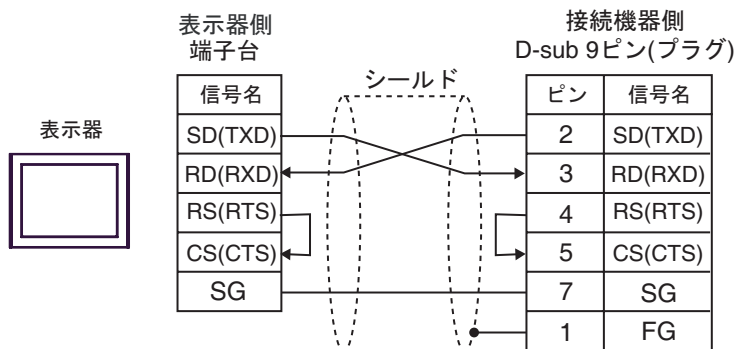 表示器側
端子台
接続機器側
D-sub 9ピン(プラグ)
シールド
表示器
信号名
ピン 信号名
SD(TXD) 2 SD(TXD)
RD(RXD) 3 RD(RXD)
RS(RTS) 4 RS(RTS)
CS(CTS) 5 CS(CTS)
SG 7 SG
1 FG